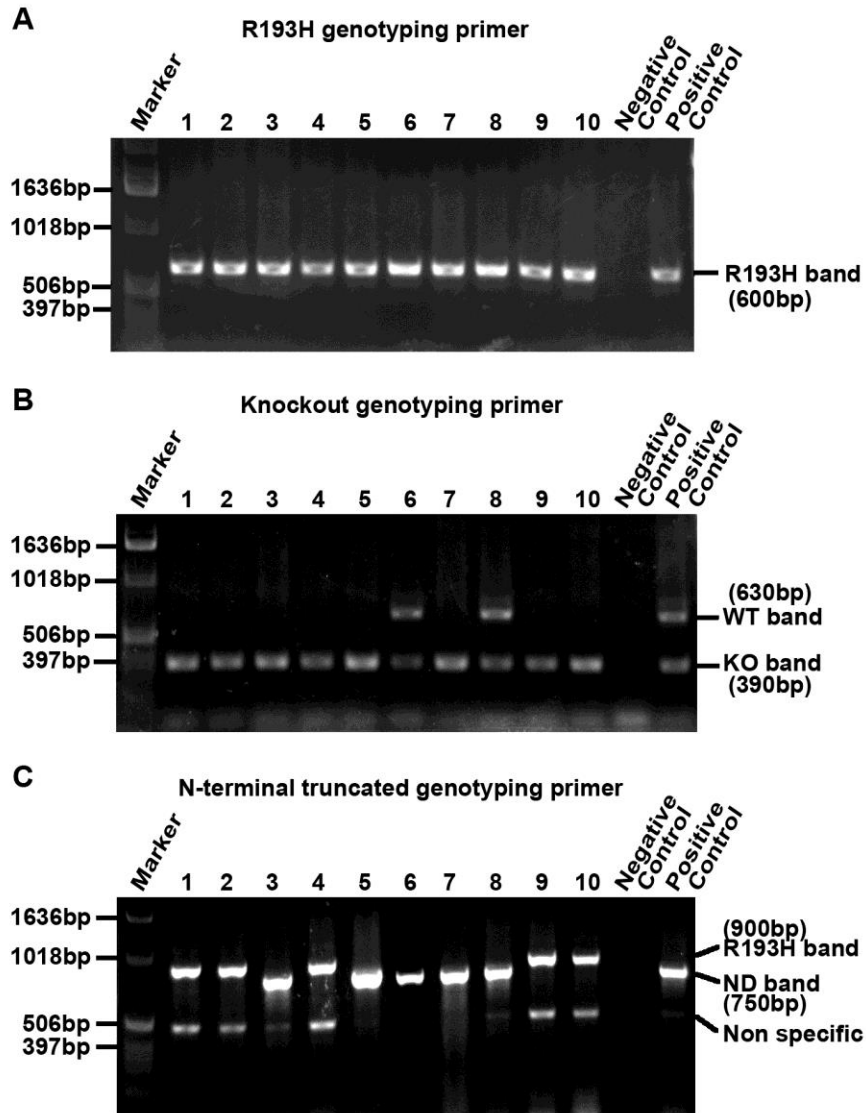 A
R193H genotyping primer
Marker
1 2 3 4 5 6 7 8 9 10
Negative
Control
Positive
Control
1636bp
1018bp
506bp
397bp
R193H band
(600bp)
B
Knockout genotyping primer
Marker
1 2 3 4 5 6 7 8 9 10
Negative
Control
Positive
Control
1636bp
1018bp
506bp
397bp
(630bp)
WT band
KO band
(390bp)
C
N-terminal truncated genotyping primer
Marker
1 2 3 4 5 6 7 8 9 10
Negative
Control
Positive
Control
1636bp
1018bp
506bp
397bp
(900bp)
R193H band
ND band
(750bp)
Non specific